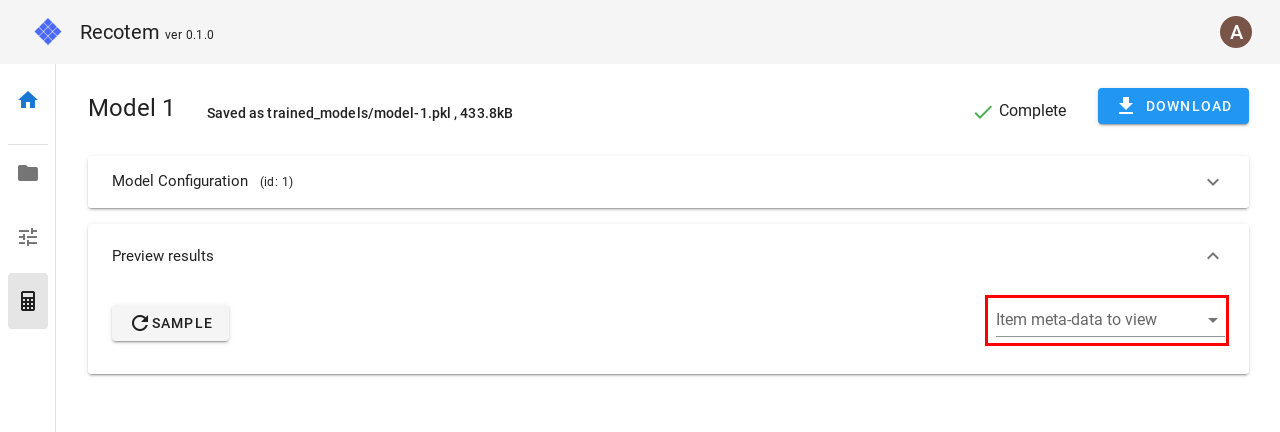 Recotem ver 0.1.0
A
Model 1
Saved as trained_models/model-1.pkl , 433.8kB
Complete
DOWNLOAD
Model Configuration (id: 1)
Preview results
SAMPLE
Item meta-data to view